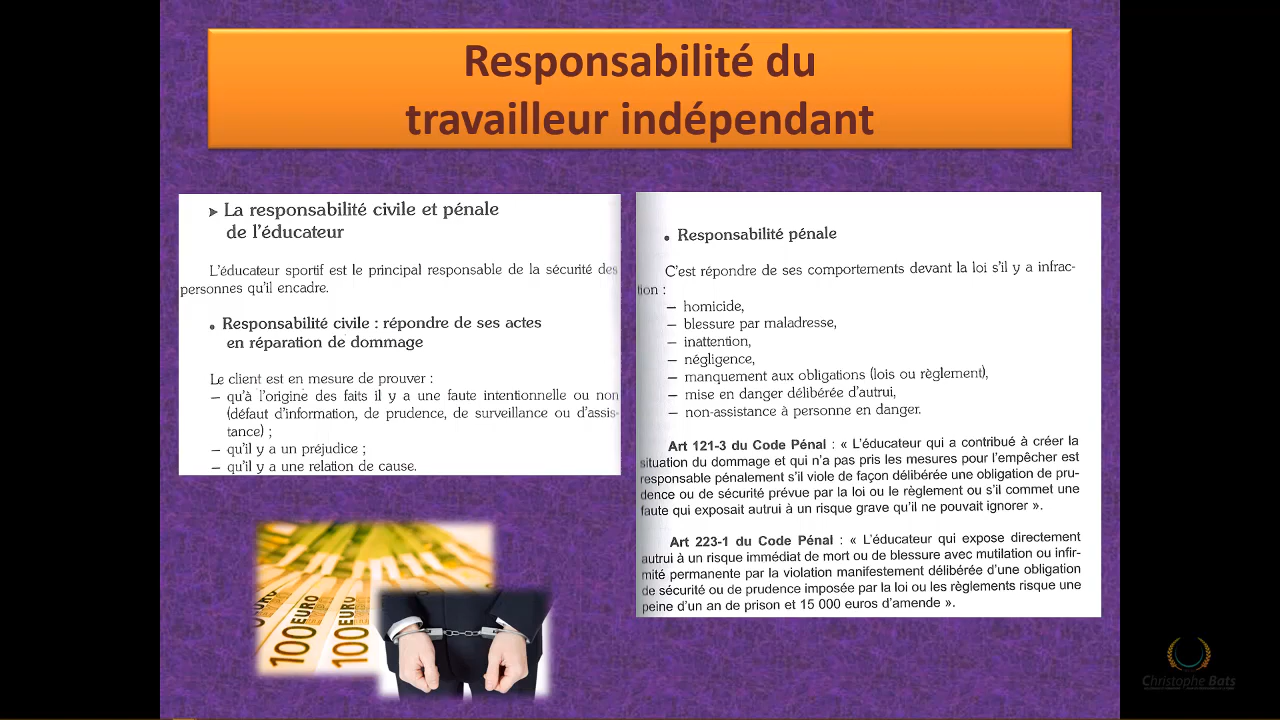 Responsabilité du
travailleur indépendant
➤ La responsabilité civile et pénale
de l'éducateur
L'éducateur sportif est le principal responsable de la sécurité des
personnes qu'il encadre.
• Responsabilité civile : répondre de ses actes
en réparation de dommage
Le client est en mesure de prouver :
– qu'à l'origine des faits il y a une faute intentionnelle ou non
(défaut d'information, de prudence, de surveillance ou d'assis-
tance) ;
– qu'il y a un préjudice ;
– qu'il y a une relation de cause.
• Responsabilité pénale
C'est répondre de ses comportements devant la loi s'il y a infrac-
tion :
– homicide,
– blessure par maladresse,
– inattention,
– négligence,
– manquement aux obligations (lois ou règlement),
– mise en danger délibérée d'autrui,
– non-assistance à personne en danger.
Art 121-3 du Code Pénal : « L'éducateur qui a contribué à créer la
situation du dommage et qui n'a pas pris les mesures pour l'empêcher est
responsable pénalement s'il viole de façon délibérée une obligation de pru-
dence ou de sécurité prévue par la loi ou le règlement ou s'il commet une
faute qui exposait autrui à un risque grave qu'il ne pouvait ignorer ».
Art 223-1 du Code Pénal : « L'éducateur qui expose directement
autrui à un risque immédiat de mort ou de blessure avec mutilation ou infir-
mité permanente par la violation manifestement délibérée d'une obligation
de sécurité ou de prudence imposée par la loi ou les règlements risque une
peine d'un an de prison et 15 000 euros d'amende ».
100 EURO
100 EURO
Christophe Bats